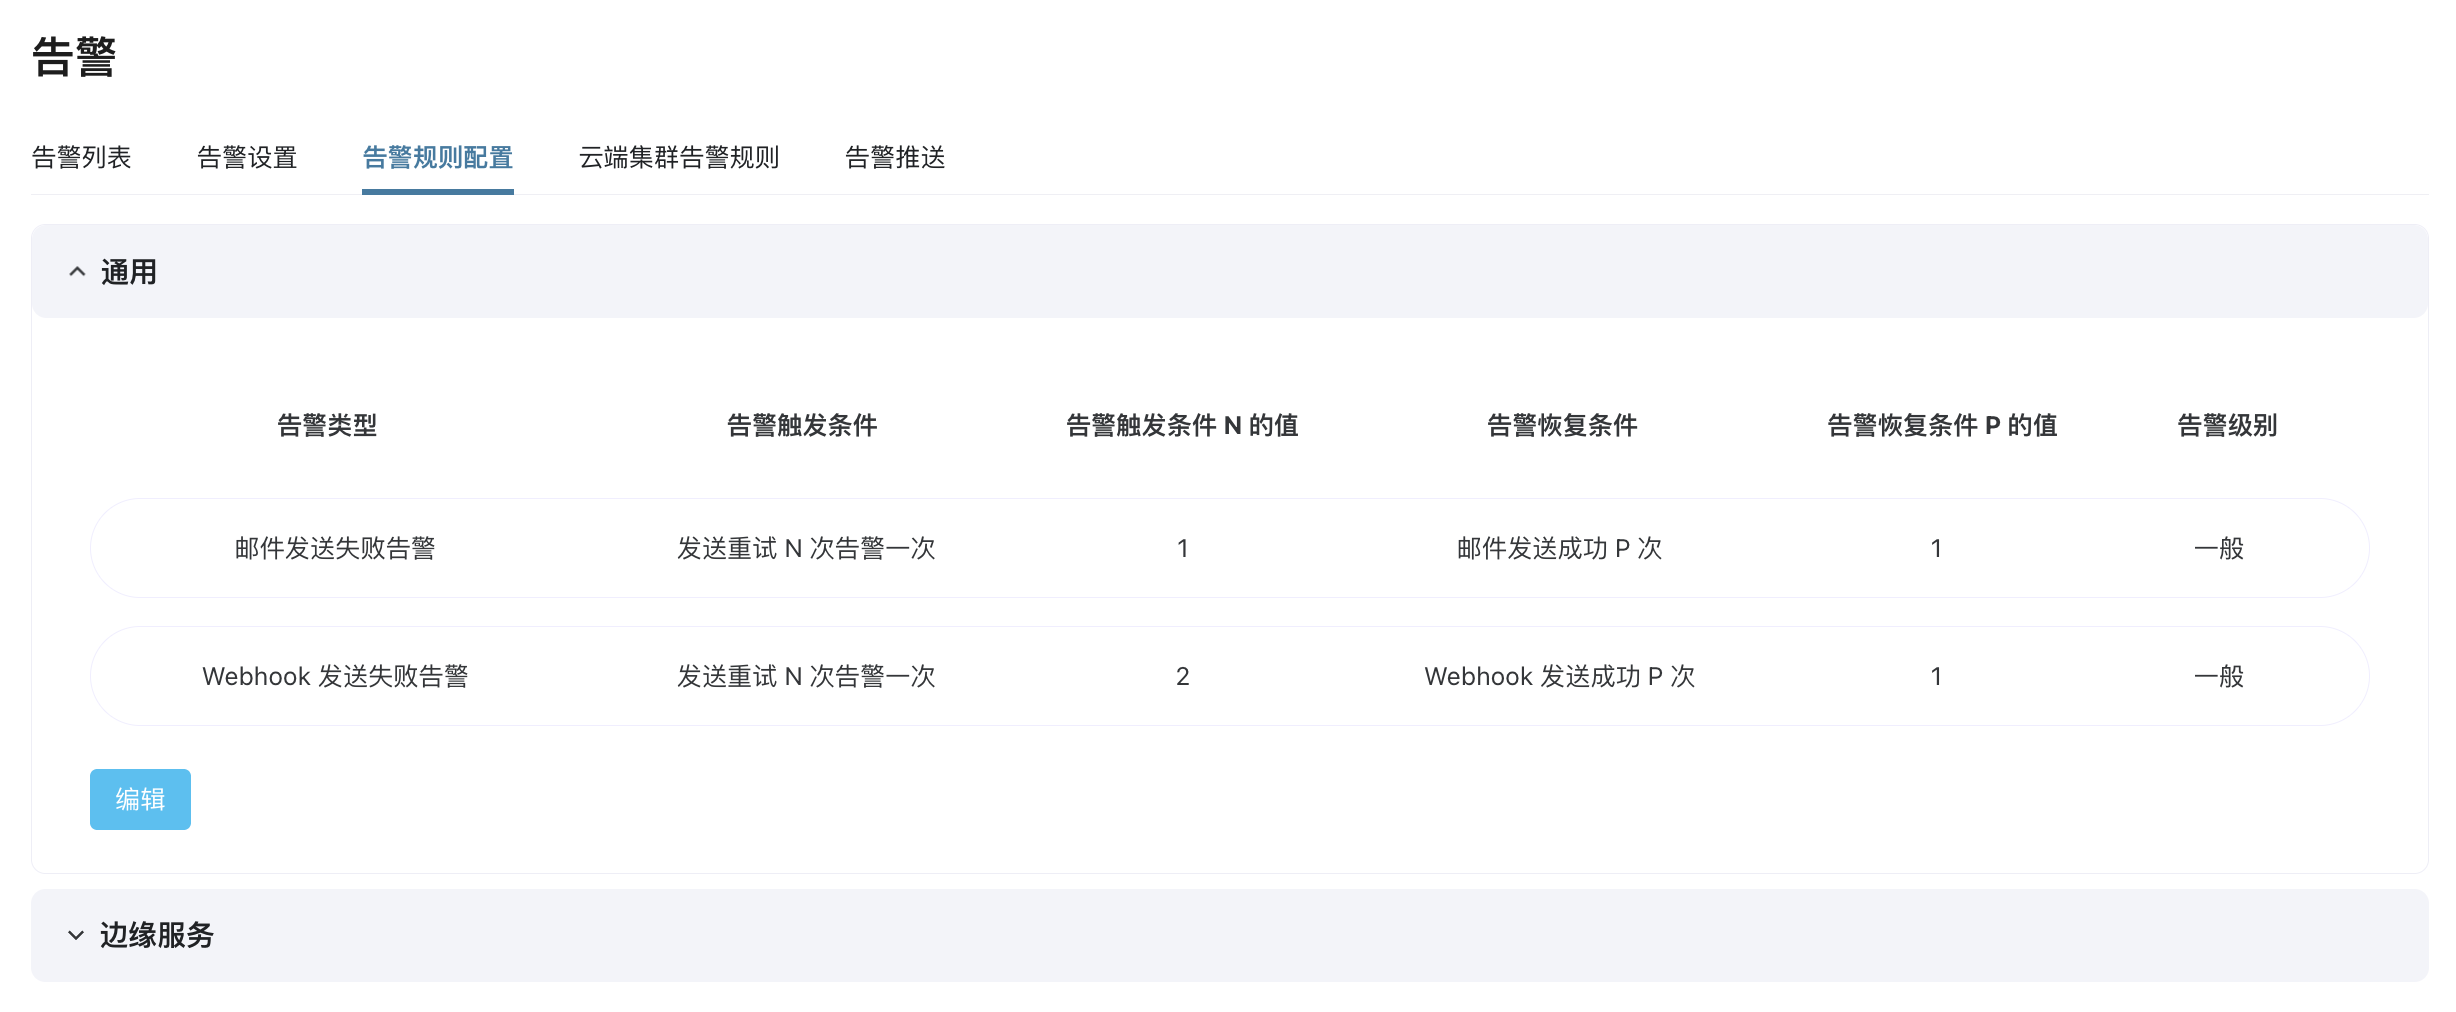 告警
告警列表 告警设置 告警规则配置 云端集群告警规则 告警推送
通用
告警类型 告警触发条件 告警触发条件 N 的值 告警恢复条件 告警恢复条件 P 的值 告警级别
邮件发送失败告警 发送重试 N 次告警一次 1 邮件发送成功 P 次 1 一般
Webhook 发送失败告警 发送重试 N 次告警一次 2 Webhook 发送成功 P 次 1 一般
编辑
边缘服务